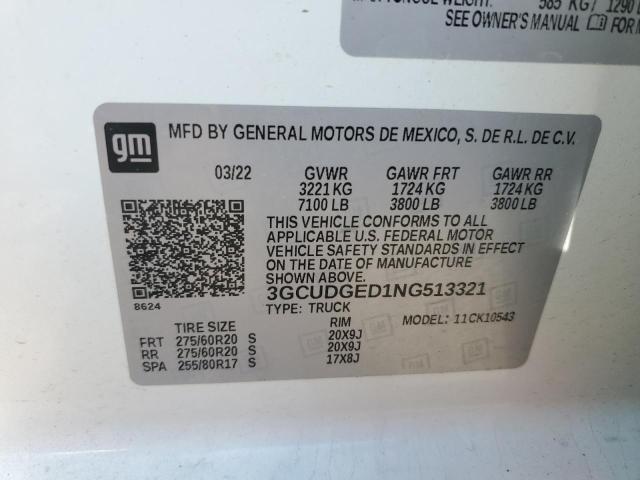 585 KG/ 1290
SEE OWNER'S MANUAL FOR
gm
MFD BY GENERAL MOTORS DE MEXICO, S. DE R.L. DE C.V.
03/22 GVWR GAWR FRT GAWR RR
3221 KG 1724 KG 1724 KG
7100 LB 3800 LB 3800 LB
THIS VEHICLE CONFORMS TO ALL
APPLICABLE U.S. FEDERAL MOTOR
VEHICLE SAFETY STANDARDS IN EFFECT
ON THE DATE OF MANUFACTURE
SHOWN ABOVE.
3GCUDGED1NG513321
8624
TYPE: TRUCK MODEL: 11CK10543
TIRE SIZE RIM
FRT 275/60R20 S 20X9J
RR 275/60R20 S 20X9J
SPA 255/80R17 S 17X8J